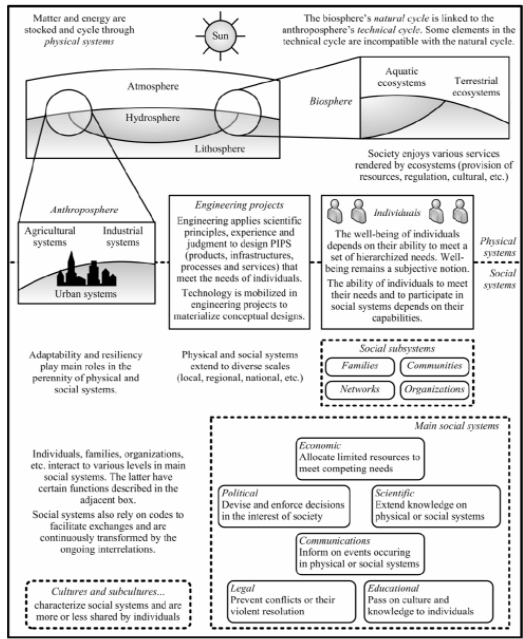 Matter and energy are
stocked and cycle through
physical systems
Sun
The biosphere's natural cycle is linked to the
anthroposphere's technical cycle. Some elements in the
technical cycle are incompatible with the natural cycle.
Atmosphere
Hydrosphere
Lithosphere
Biosphere
Aquatic
ecosystems
Terrestrial
ecosystems
Society enjoys various services
rendered by ecosystems (provision of
resources, regulation, cultural, etc.)
Anthroposphere
Agricultural
systems
Industrial
systems
Urban systems
Engineering projects
Engineering applies scientific
principles, experience and
judgment to design PIPS
(products, infrastructures,
processes and services) that
meet the needs of individuals.
Technology is mobilized in
engineering projects to
materialize conceptual designs.
Individuals
The well-being of individuals
depends on their ability to meet a
set of hierarchized needs. Well-
being remains a subjective notion.
The ability of individuals to meet
their needs and to participate in
social systems depends on their
capabilities.
Physical
systems
Social
systems
Adaptability and resiliency
play main roles in the
perennity of physical and
social systems.
Physical and social systems
extend to diverse scales
(local, regional, national, etc.)
Social subsystems
Families
Communities
Networks
Organizations
Main social systems
Individuals, families, organizations,
etc. interact to various levels in main
social systems. The latter have
certain functions described in the
adjacent box.
Social systems also rely on codes to
facilitate exchanges and are
continuously transformed by the
ongoing interrelations.
Economic
Allocate limited resources to
meet competing needs
Political
Devise and enforce decisions
in the interest of society
Scientific
Extend knowledge on
physical or social systems
Communications
Inform on events occuring
in physical or social systems
Legal
Prevent conflicts or their
violent resolution
Educational
Pass on culture and
knowledge to individuals
Cultures and subcultures...
characterize social systems and are
more or less shared by individuals